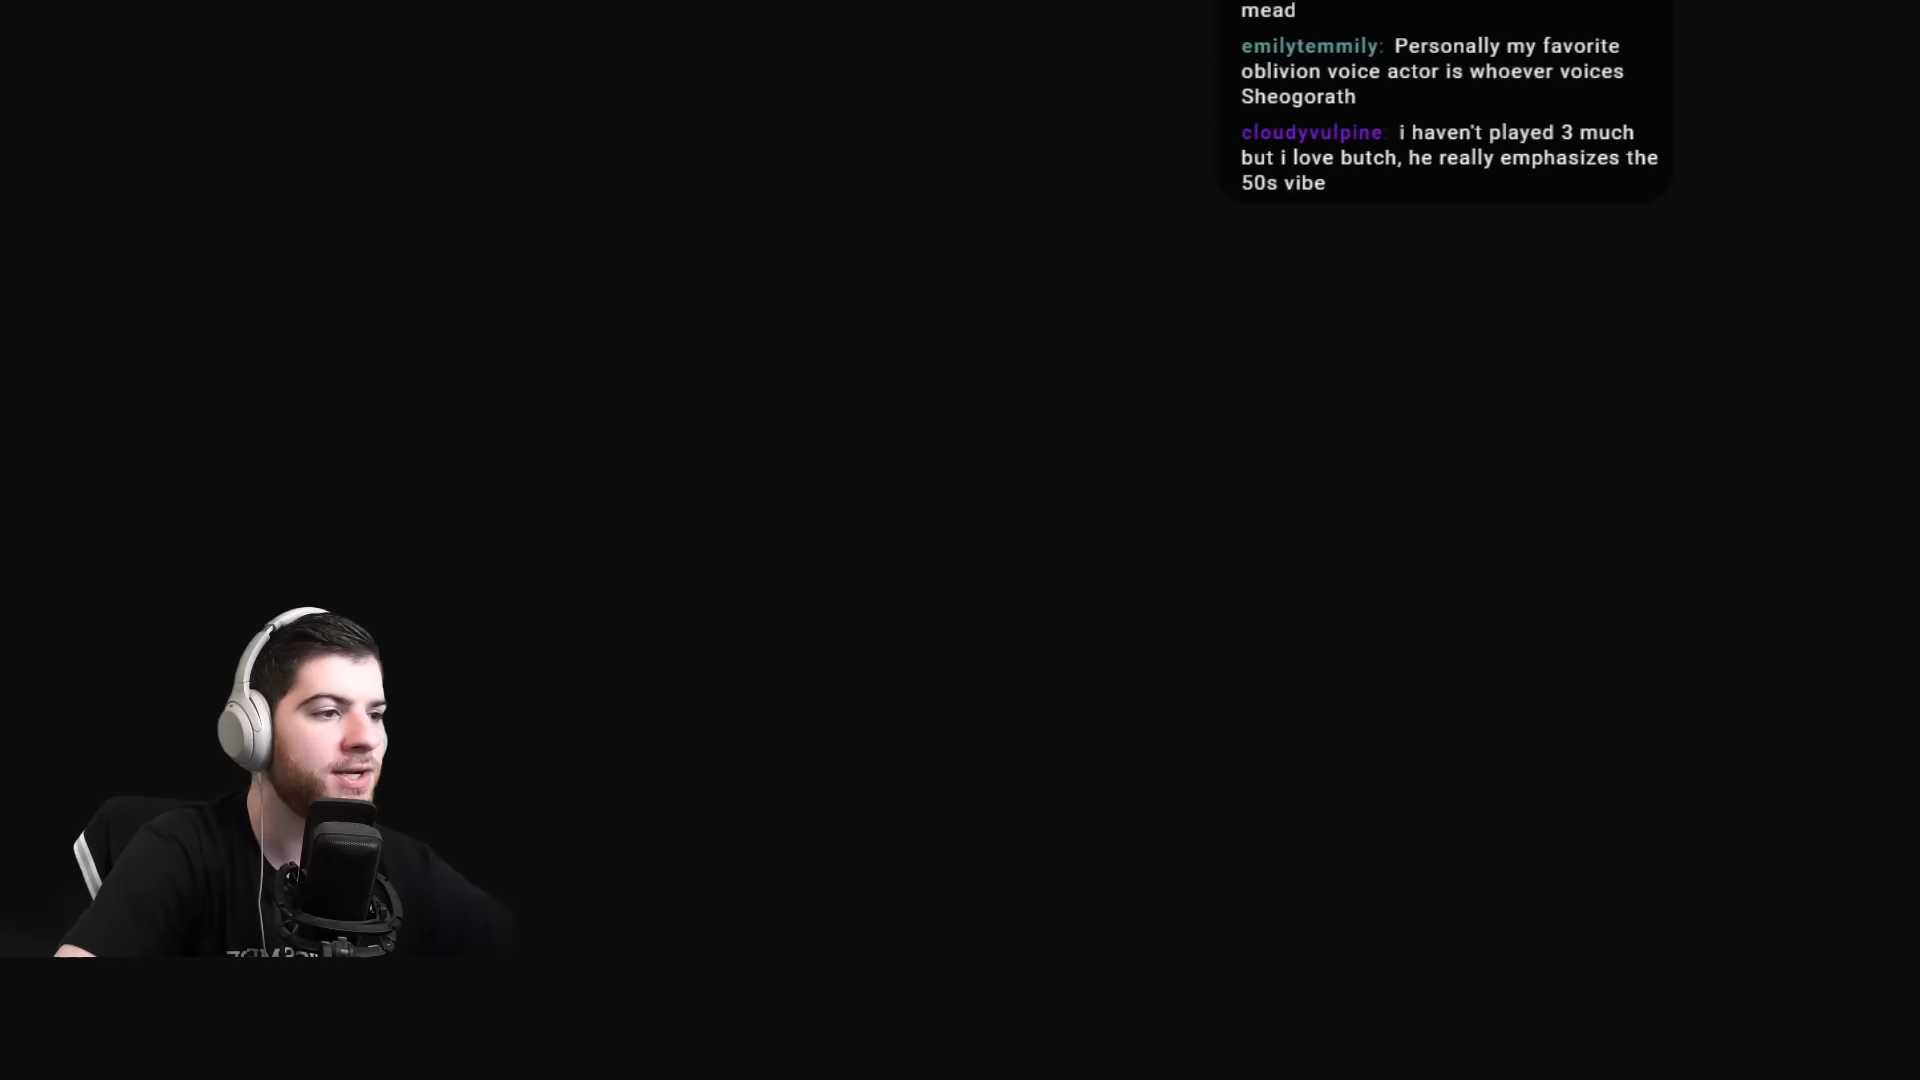 mead
emilytemmily: Personally my favorite
oblivion voice actor is whoever voices
Sheogorath
cloudyvulpine: i haven't played 3 much
but i love butch, he really emphasizes the
50s vibe